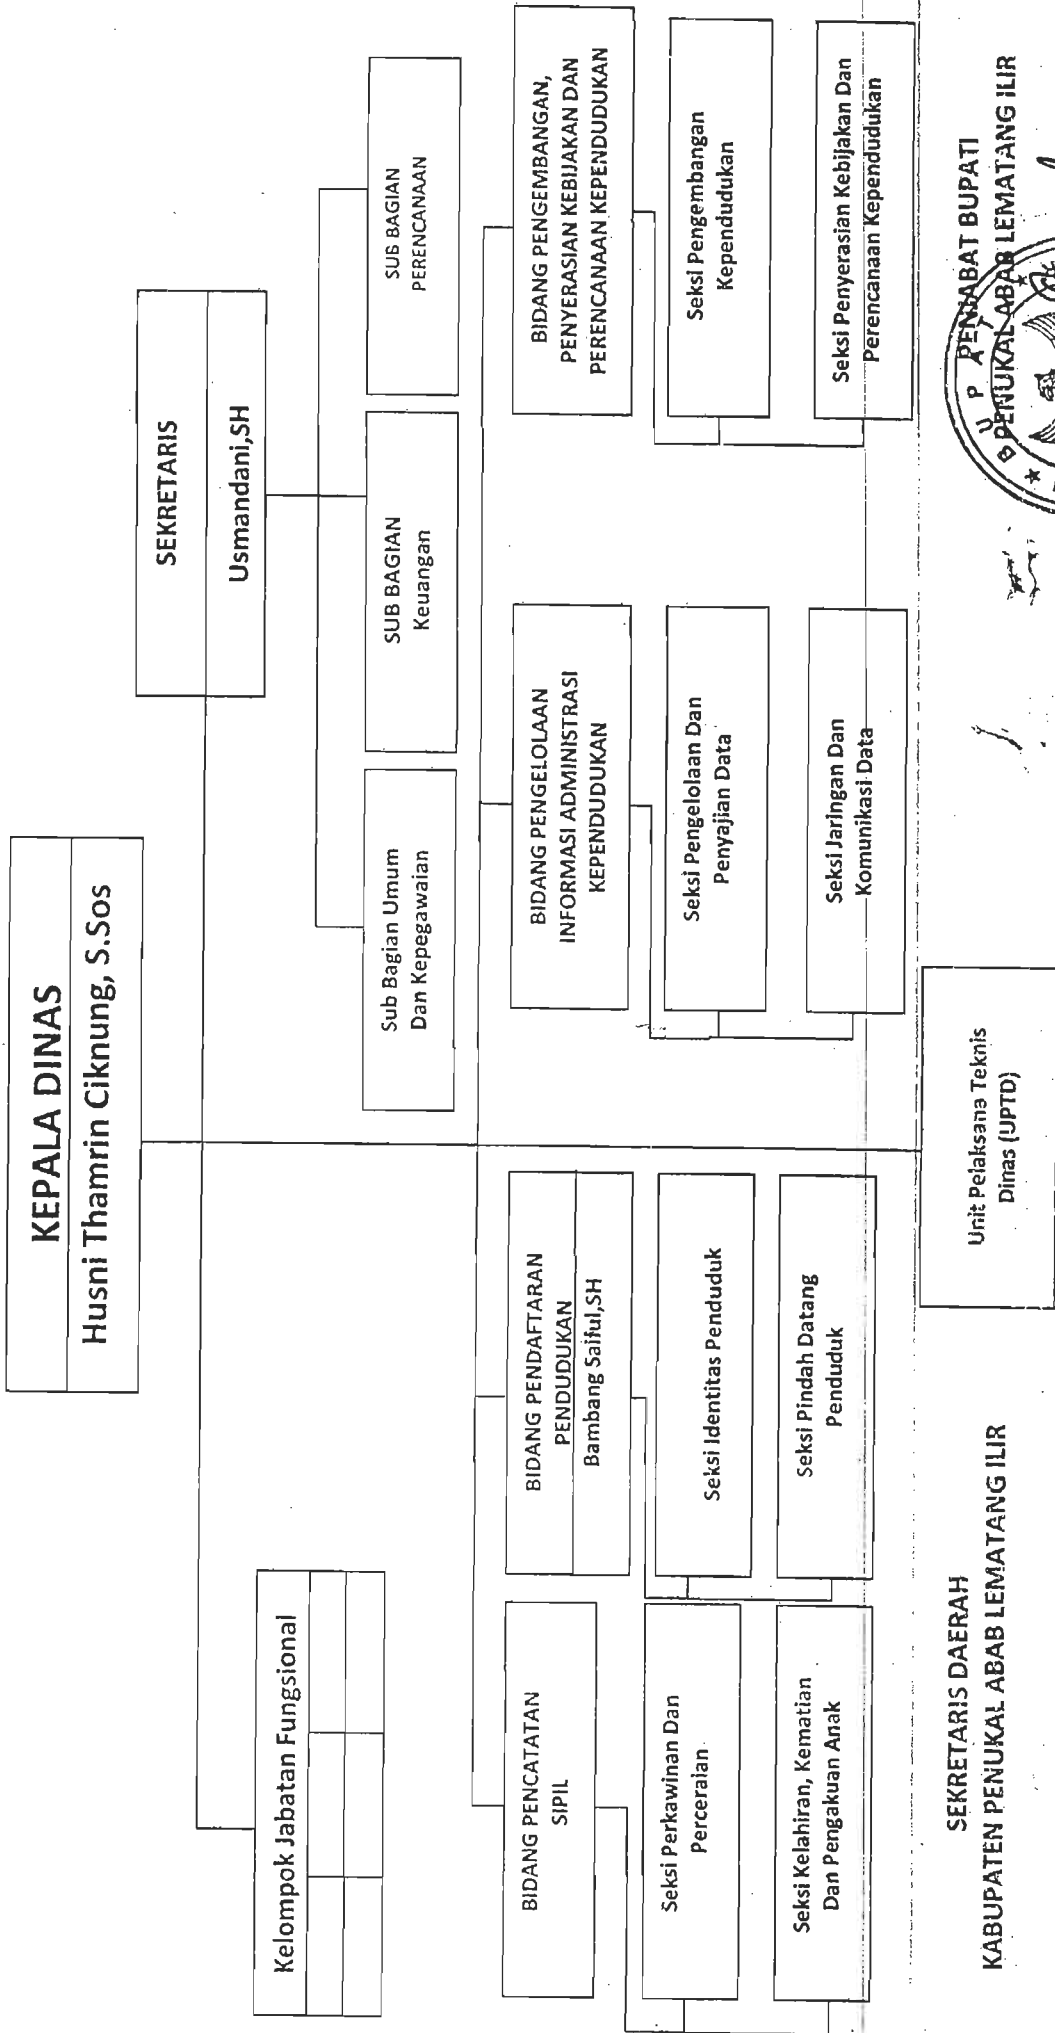 KEPALA DINAS
Husni Thamrin Ciknung, S.Sos
SEKRETARIS
Usmandani,SH
Kelompok Jabatan Fungsional
Sub Bagian Umum
Dan Kepegawaian
SUB BAGIAN
Keuangan
SUB BAGIAN
PERENCANAAN
BIDANG PENCATATAN
SIPIL
BIDANG PENDAFTARAN
PENDUDUKAN
Bambang Saiful,SH
BIDANG PENGELOLAAN
INFORMASI ADMINISTRASI
KEPENDUDUKAN
BIDANG PENGEMBANGAN,
PENYERASIAN KEBIJAKAN DAN
PERENCANAAN KEPENDUDUKAN
Seksi Perkawinan Dan
Perceraian
Seksi Identitas Penduduk
Seksi Pengelolaan Dan
Penyajian Data
Seksi Pengembangan
Kependudukan
Seksi Kelahiran, Kematian
Dan Pengakuan Anak
Seksi Pindah Datang
Penduduk
Seksi Jaringan Dan
Komunikasi Data
Seksi Penyerasian Kebijakan Dan
Perencanaan Kependudukan
Unit Pelaksana Teknis
Dinas (UPTD)
SEKRETARIS DAERAH
KABUPATEN PENUKAL ABAB LEMATANG ILIR
PENJABAT BUPATI
PENUKAL ABAB LEMATANG ILIR
BUPAT